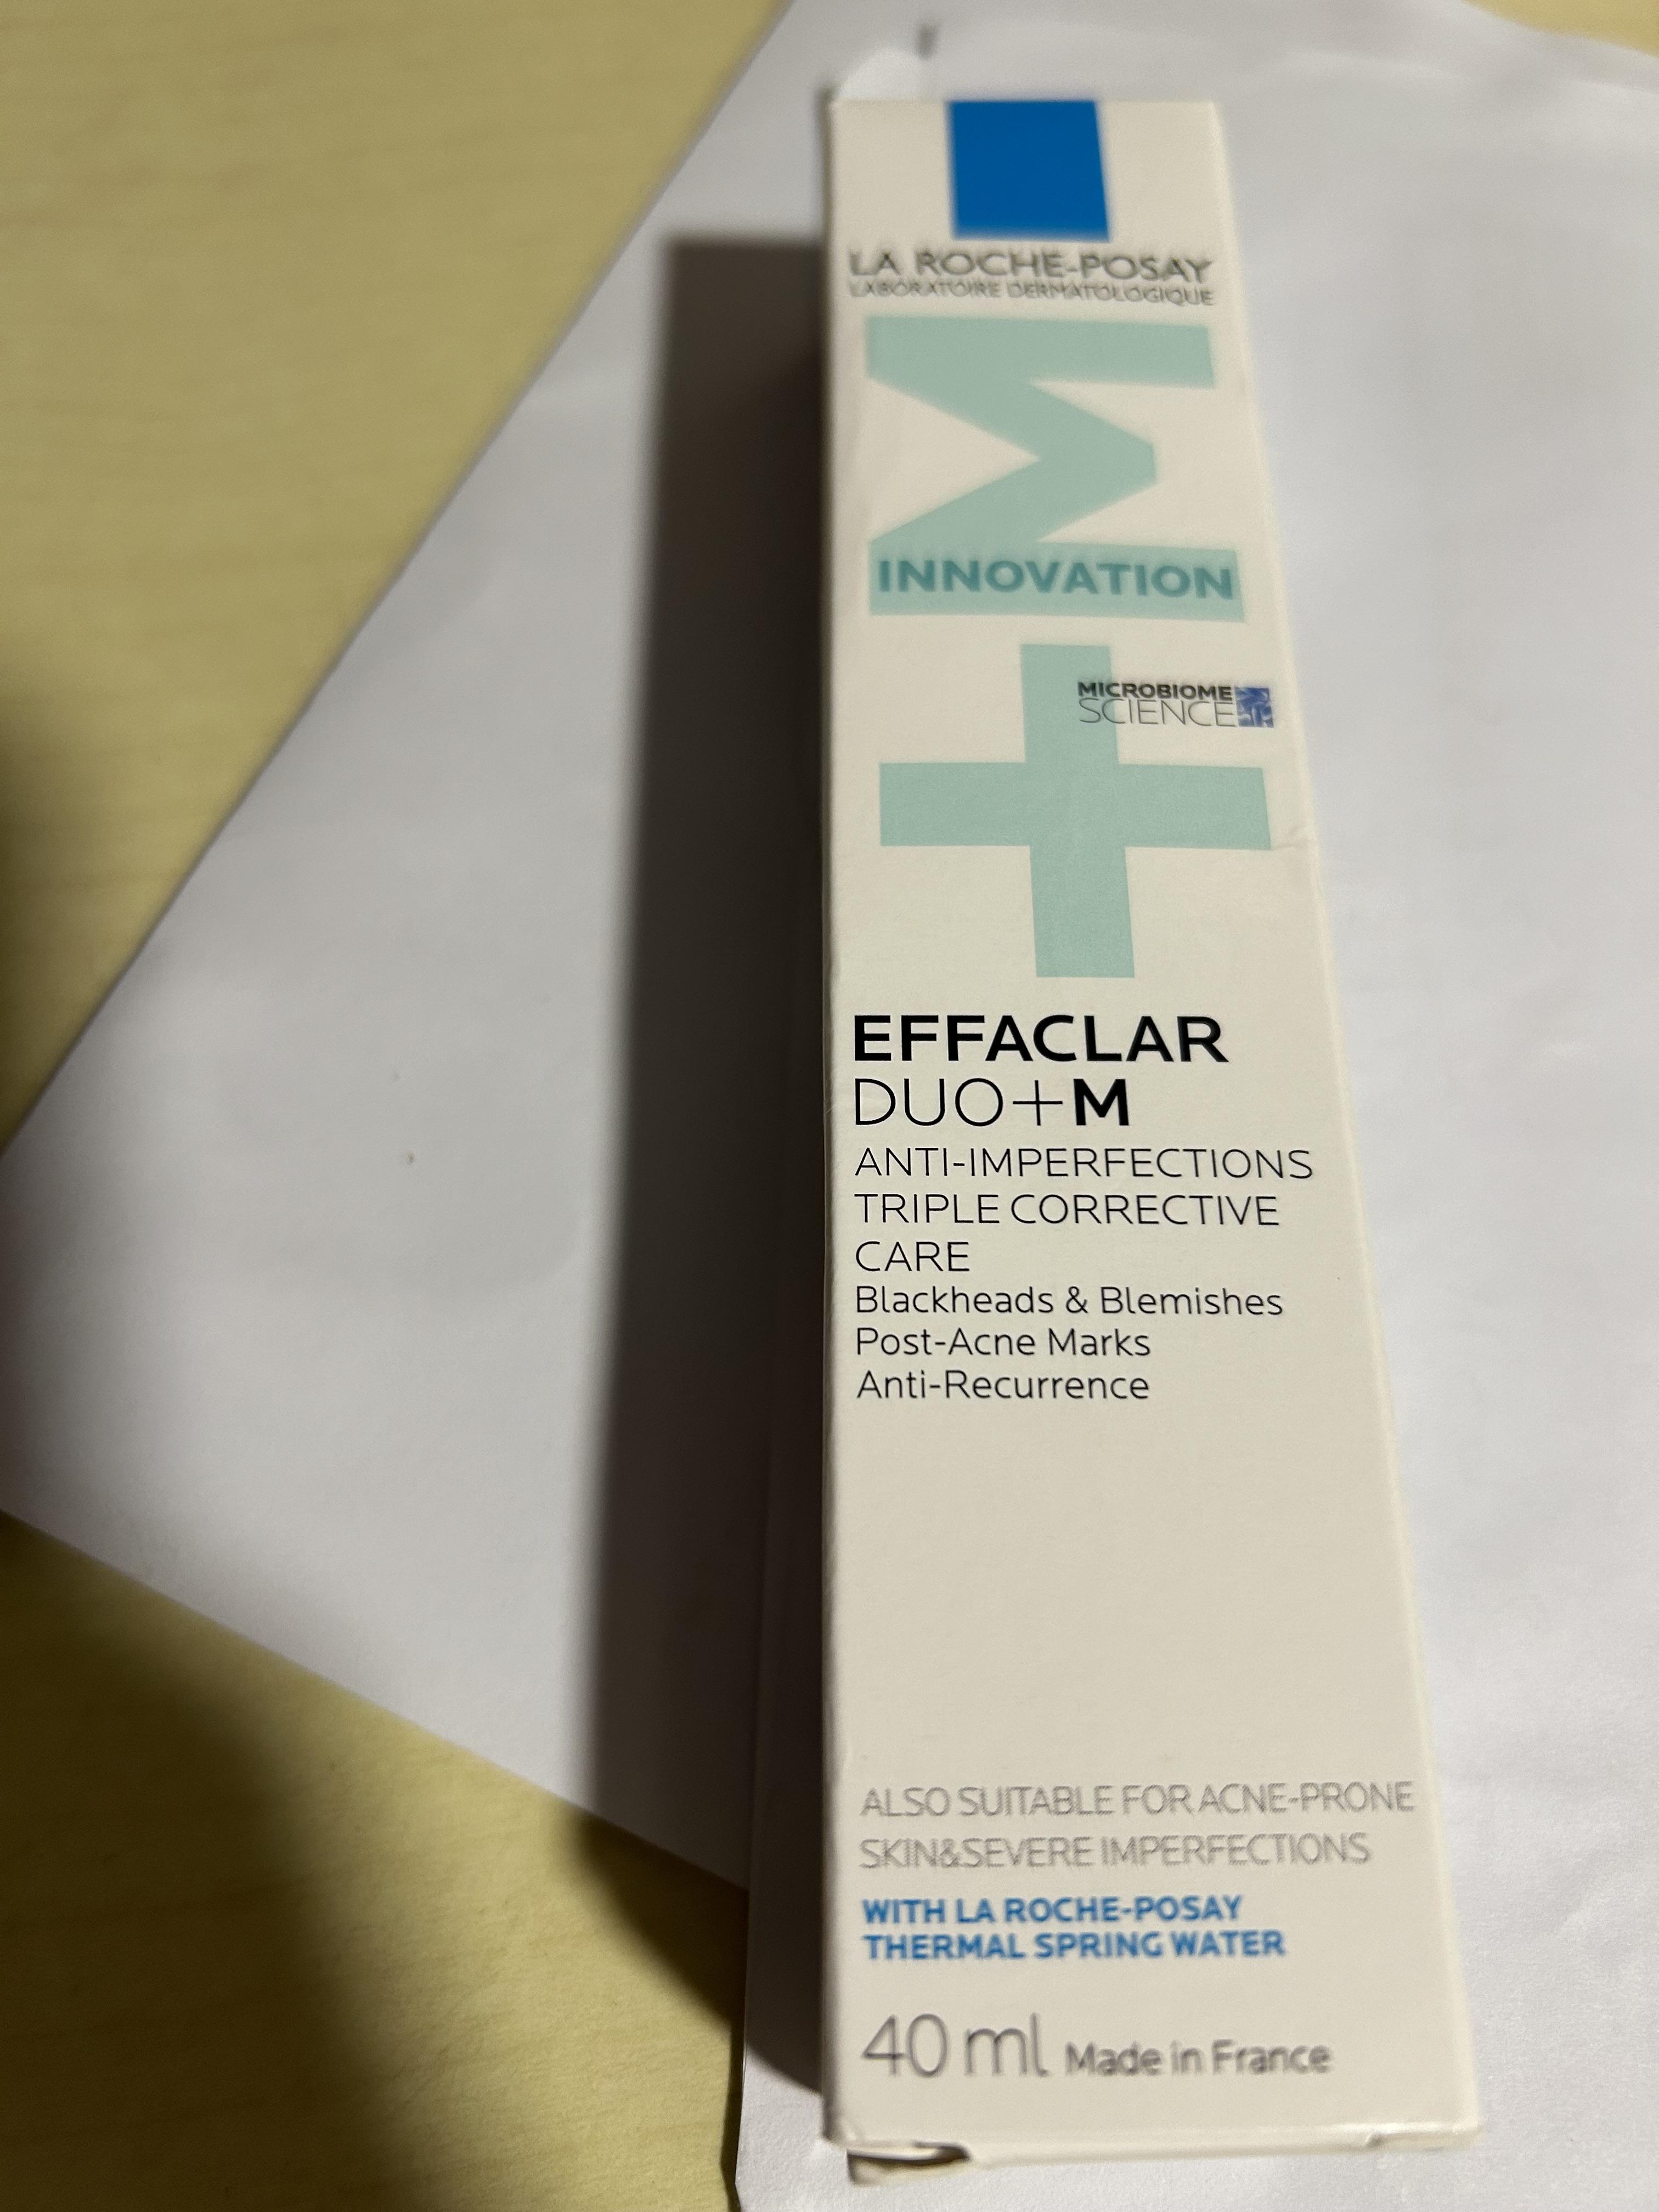 LA ROCHE-POSAY
LABORATOIRE DERMATOLOGIQUE
M
INNOVATION
+
MICROBIOME
SCIENCE
EFFACLAR
DUO+M
ANTI-IMPERFECTIONS
TRIPLE CORRECTIVE
CARE
Blackheads & Blemishes
Post-Acne Marks
Anti-Recurrence
ALSO SUITABLE FOR ACNE-PRONE
SKIN&SEVERE IMPERFECTIONS
WITH LA ROCHE-POSAY
THERMAL SPRING WATER
40 ml Made in France